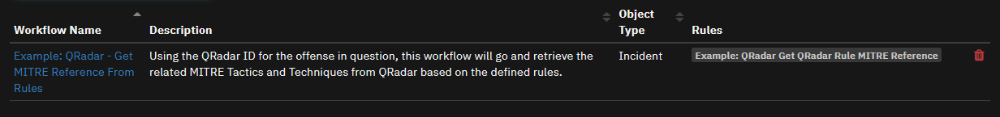 Workflow Name Description Object Type Rules
Example: QRadar - Get MITRE Reference From Rules
Using the QRadar ID for the offense in question, this workflow will go and retrieve the
related MITRE Tactics and Techniques from QRadar based on the defined rules.
Incident
Example: QRadar Get QRadar Rule MITRE Reference